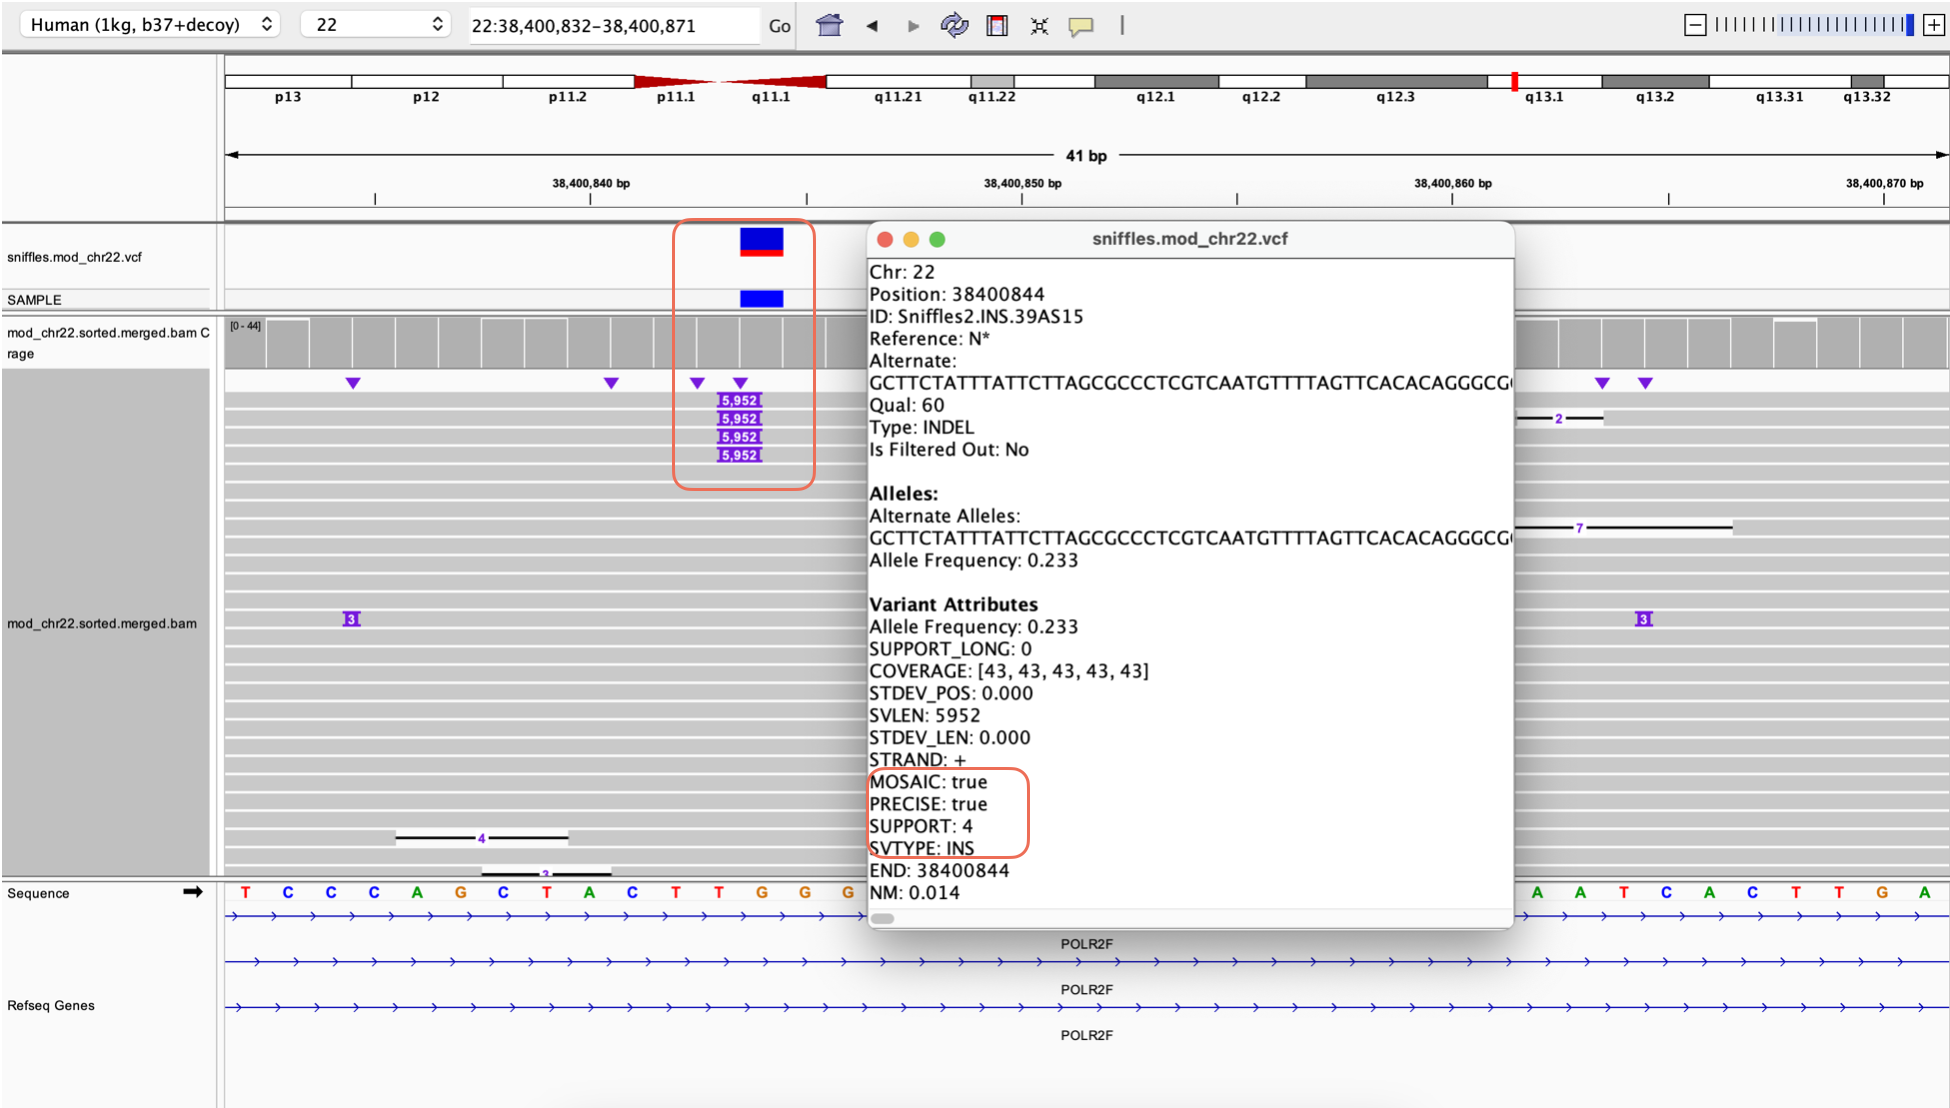 Human (1kg, b37+decoy)
22
22:38,400,832-38,400,871
Go
p13
p12
p11.2
p11.1
q11.1
q11.21
q11.22
q12.1
q12.2
q12.3
q13.1
q13.2
q13.31
q13.32
41 bp
38,400,840 bp
38,400,850 bp
38,400,860 bp
38,400,870 bp
sniffles.mod_chr22.vcf
SAMPLE
mod_chr22.sorted.merged.bam C
rage
[0 - 44]
5,952
5,952
5,952
5,952
2
7
3
3
mod_chr22.sorted.merged.bam
4
3
sniffles.mod_chr22.vcf
Chr: 22
Position: 38400844
ID: Sniffles2.INS.39AS15
Reference: N*
Alternate:
GCTTCTATTTATTCTTAGCGCCCTCGTCAATGTTTTAGTTCACACAGGGCG
Qual: 60
Type: INDEL
Is Filtered Out: No
Alleles:
Alternate Alleles:
GCTTCTATTTATTCTTAGCGCCCTCGTCAATGTTTTAGTTCACACAGGGCG
Allele Frequency: 0.233
Variant Attributes
Allele Frequency: 0.233
SUPPORT_LONG: 0
COVERAGE: [43, 43, 43, 43, 43]
STDEV_POS: 0.000
SVLEN: 5952
STDEV_LEN: 0.000
STRAND: +
MOSAIC: true
PRECISE: true
SUPPORT: 4
SVTYPE: INS
END: 38400844
NM: 0.014
Sequence
T C C C A G C T A C T T G G G
A A T C A C T T G A
POLR2F
POLR2F
Refseq Genes
POLR2F